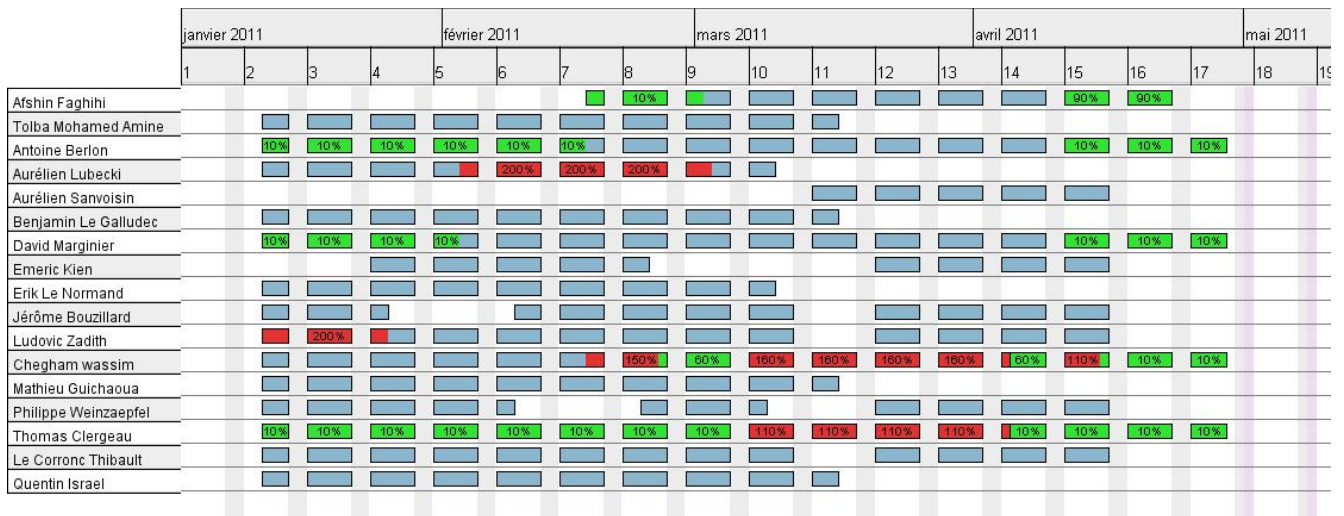 janvier 2011 février 2011 mars 2011 avril 2011 mai 2011
1 2 3 4 5 6 7 8 9 10 11 12 13 14 15 16 17 18 19
Afshin Faghihi 10% 90% 90%
Tolba Mohamed Amine
Antoine Berlon 10% 10% 10% 10% 10% 10% 10% 10% 10%
Aurélien Lubecki 200% 200% 200%
Aurélien Sanvoisin
Benjamin Le Galludec
David Marginier 10% 10% 10% 10% 10% 10% 10%
Emeric Kien
Erik Le Normand
Jérôme Bouzillard
Ludovic Zadith 200%
Chegham wassim 150% 60% 160% 160% 160% 160% 60% 110% 10% 10%
Mathieu Guichaoua
Philippe Weinzaepfel
Thomas Clergeau 10% 10% 10% 10% 10% 10% 10% 10% 110% 110% 110% 110% 10% 10% 10% 10%
Le Corronc Thibault
Quentin Israel